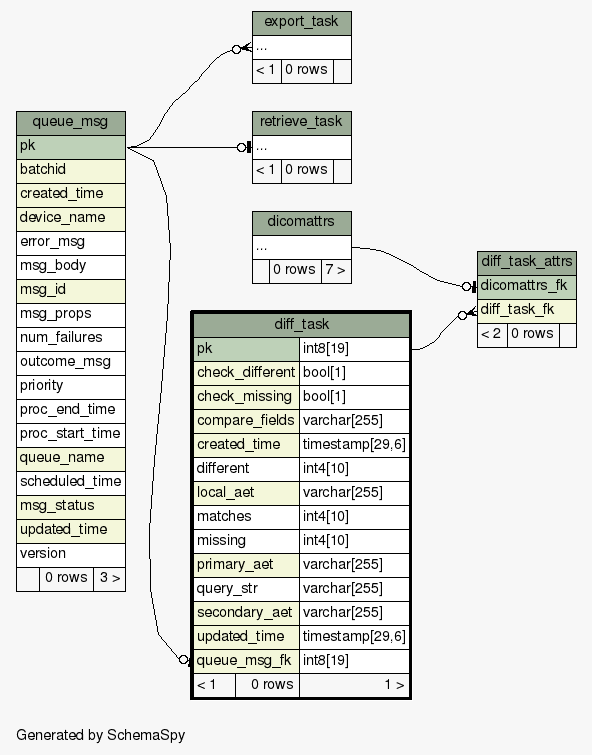 export_task
...
< 1 0 rows
queue_msg
pk
batchid
created_time
device_name
error_msg
msg_body
msg_id
msg_props
num_failures
outcome_msg
priority
proc_end_time
proc_start_time
queue_name
scheduled_time
msg_status
updated_time
version
0 rows 3 >
retrieve_task
...
< 1 0 rows
dicomattrs
...
0 rows 7 >
diff_task_attrs
dicomattrs_fk
diff_task_fk
< 2 0 rows
diff_task
pk int8[19]
check_different bool[1]
check_missing bool[1]
compare_fields varchar[255]
created_time timestamp[29,6]
different int4[10]
local_aet varchar[255]
matches int4[10]
missing int4[10]
primary_aet varchar[255]
query_str varchar[255]
secondary_aet varchar[255]
updated_time timestamp[29,6]
queue_msg_fk int8[19]
< 1 0 rows 1 >
Generated by SchemaSpy